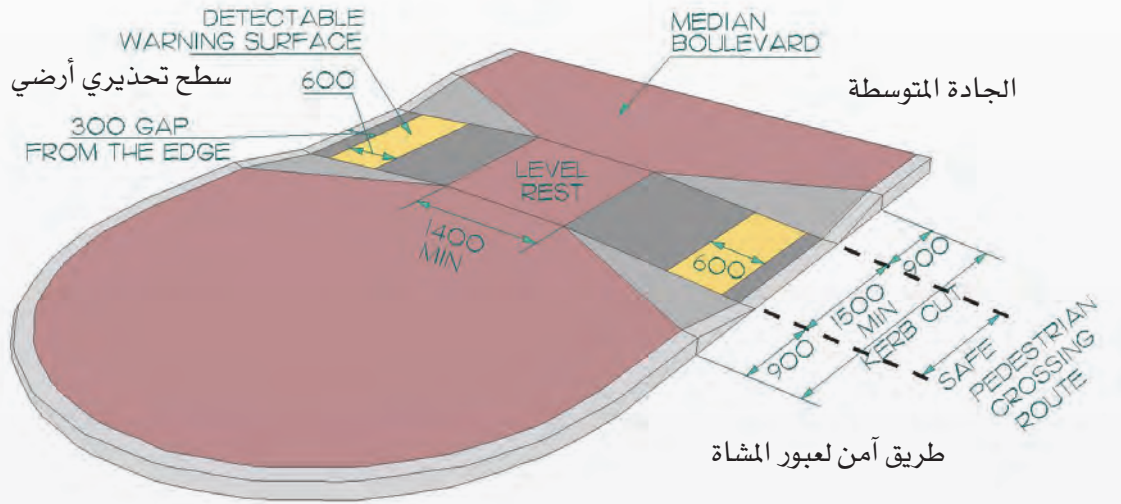 DETECTABLE
WARNING SURFACE
MEDIAN
BOULEVARD
سطح تحذيري أرضي
600
الجادة المتوسطة
300 GAP
FROM THE EDGE
LEVEL
REST
1400
MIN
600
900
1500
MIN
900
KERB CUT
SAFE
PEDESTRIAN
CROSSING
ROUTE
طريق آمن لعبور المشاة